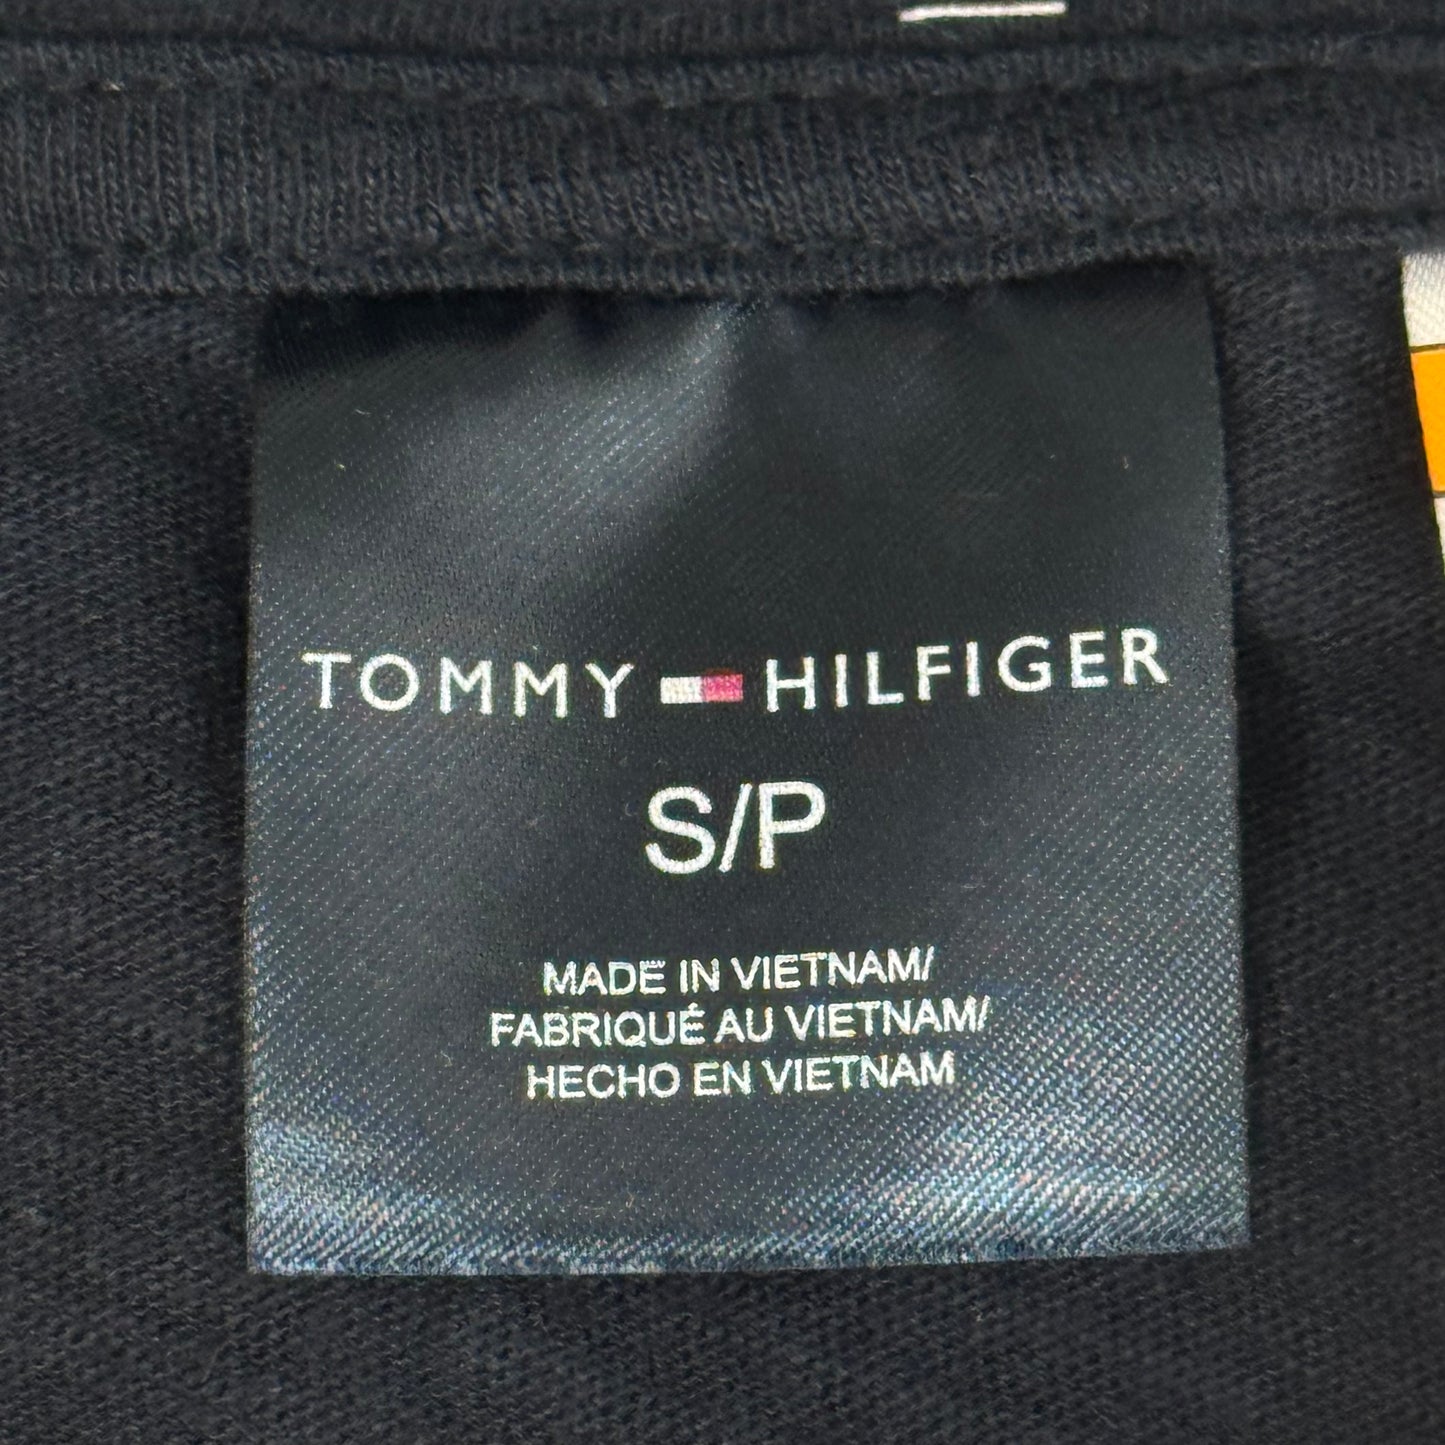 TOMMY HILFIGER
S/P
MADE IN VIETNAM/
FABRIQUÉ AU VIETNAM/
HECHO EN VIETNAM